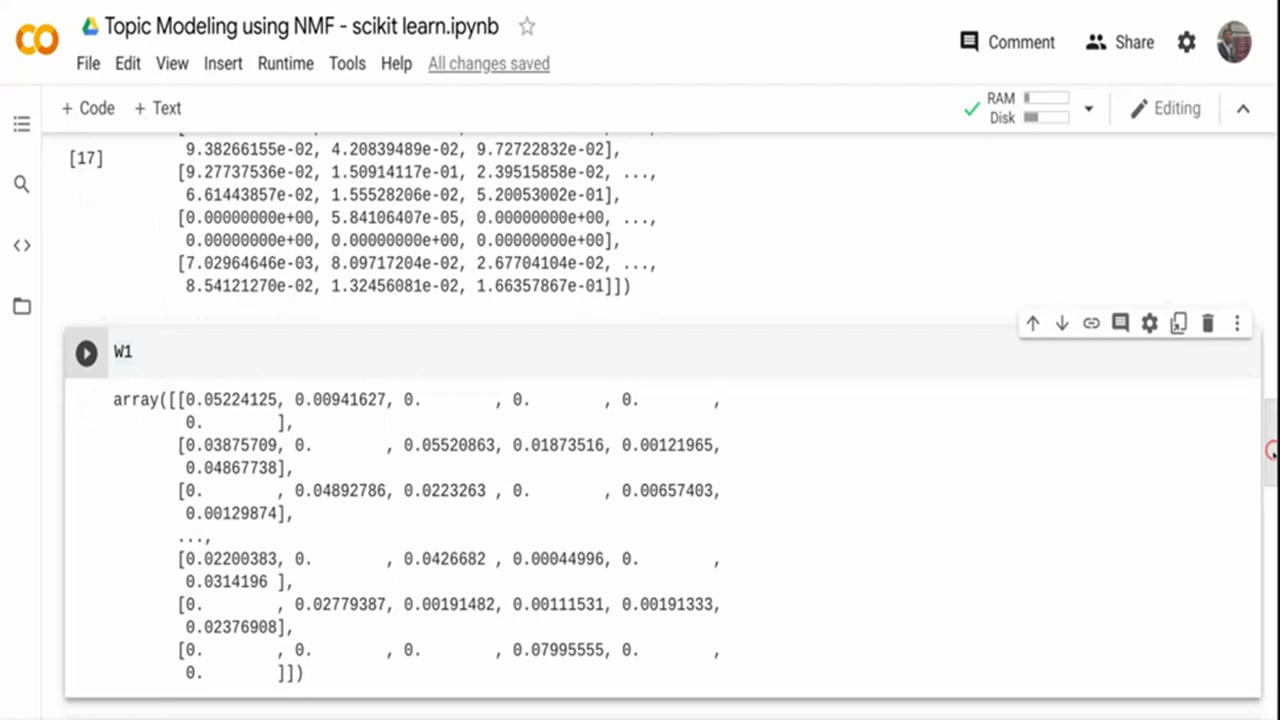 Topic Modeling using NMF - scikit learn.ipynb
File Edit View Insert Runtime Tools Help All changes saved
Comment Share
+ Code + Text
RAM
Disk
Editing
[17]
9.38266155e-02, 4.20839489e-02, 9.72722832e-02],
[9.27737536e-02, 1.50914117e-01, 2.39515858e-02, ...,
6.61443857e-02, 1.55528206e-02, 5.20053002e-01],
[0.00000000e+00, 5.84106407e-05, 0.00000000e+00, ...,
0.00000000e+00, 0.00000000e+00, 0.00000000e+00],
[7.02964646e-03, 8.09717204e-02, 2.67704104e-02, ...,
8.54121270e-02, 1.32456081e-02, 1.66357867e-01]])
W1
array([[0.05224125, 0.00941627, 0. , 0. , 0. ,
0. ],
[0.03875709, 0. , 0.05520863, 0.01873516, 0.00121965,
0.04867738],
[0. , 0.04892786, 0.0223263 , 0. , 0.00657403,
0.00129874],
...,
[0.02200383, 0. , 0.0426682 , 0.00044996, 0. ,
0.0314196 ],
[0. , 0.02779387, 0.00191482, 0.00111531, 0.00191333,
0.02376908],
[0. , 0. , 0. , 0.07995555, 0. ,
0. ]])